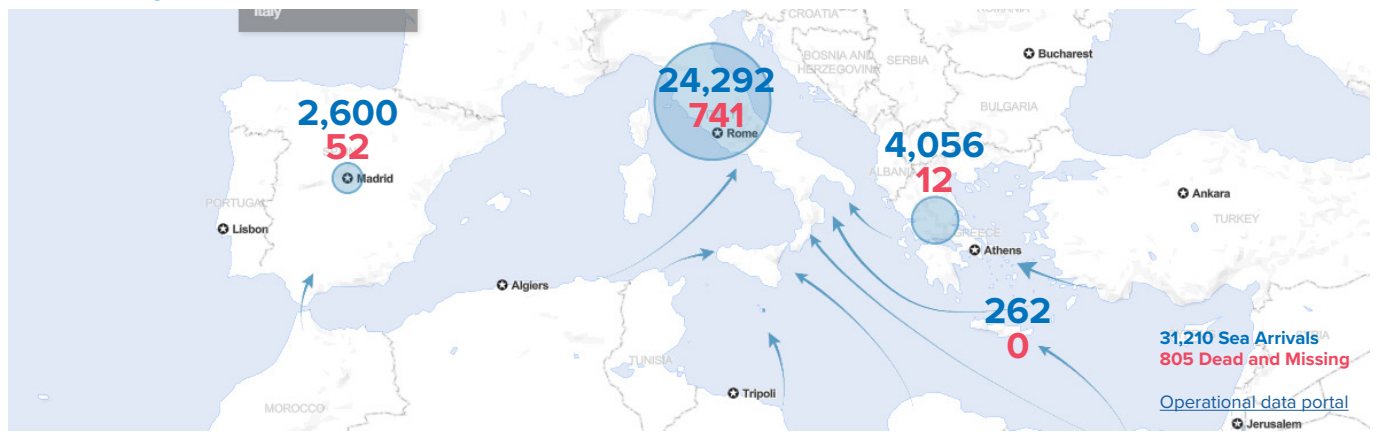 Italy
CROATIA
ROMANIA
BOSNIA AND
HERZEGOVINA
SERBIA
Bucharest
24,292
741
Rome
2,600
52
Madrid
BULGARIA
4,056
12
ALBANIA
Ankara
TURKEY
PORTUGAL
Lisbon
GREECE
Athens
Algiers
262
0
31,210 Sea Arrivals
805 Dead and Missing
TUNISIA
Tripoli
MOROCCO
Operational data portal
Jerusalem